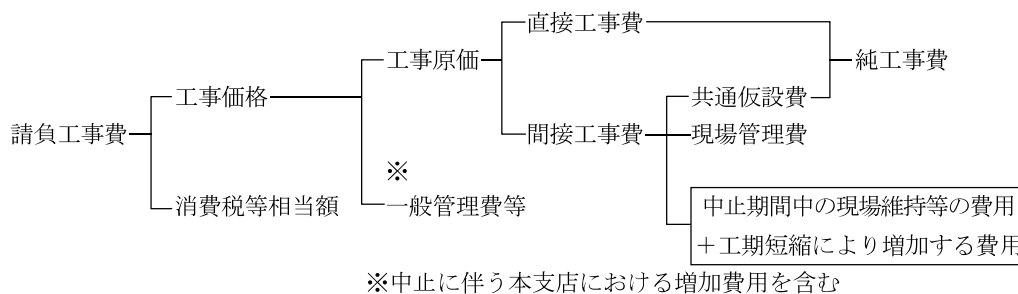 直接工事費
工事原価
純工事費
工事価格
共通仮設費
請負工事費
間接工事費
現場管理費
※
消費税等相当額
一般管理費等
中止期間中の現場維持等の費用
+工期短縮により増加する費用
※中止に伴う本支店における増加費用を含む